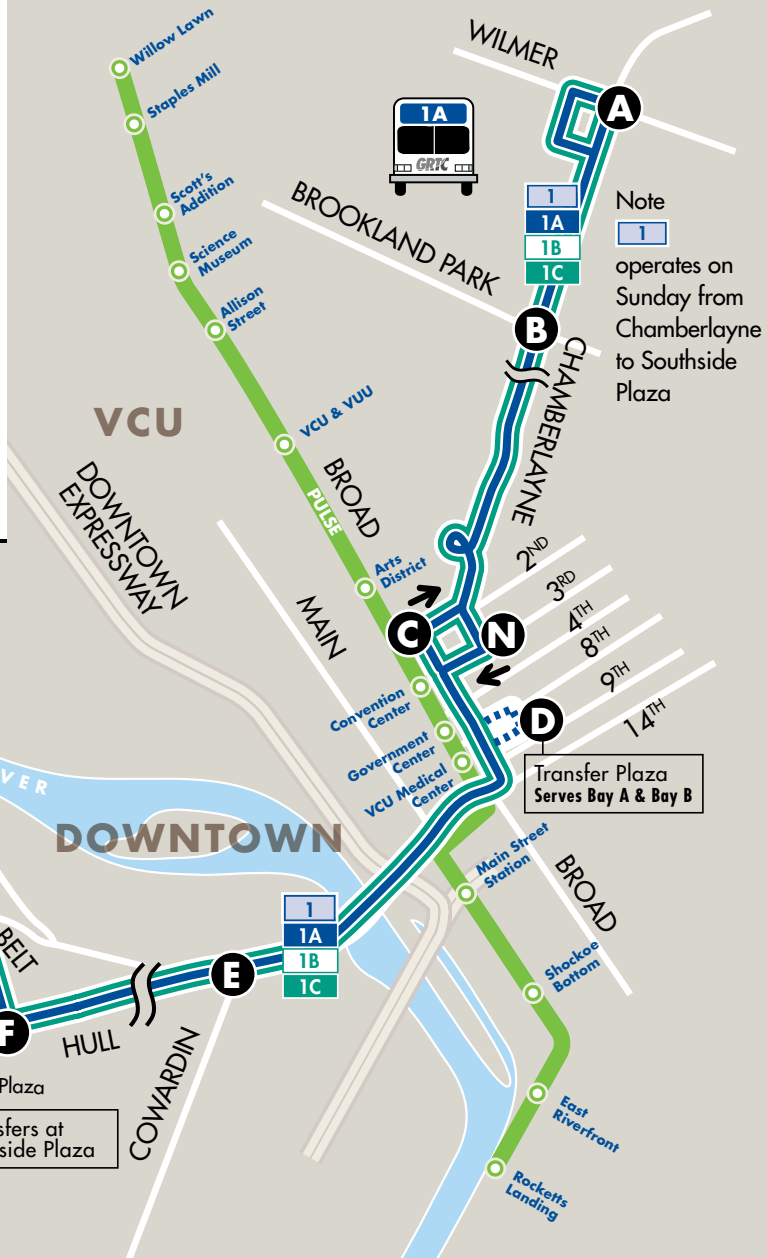 Willow Lawn
WILMER
Staples Mill
A
1A
GRTC
Scott's
Addition
1
1A
1B
1C
Note
1
operates on
Sunday from
Chamberlayne
to Southside
Plaza
BROOKLAND PARK
Science
Museum
Allison
Street
B
CHAMBERLAYNE
VCU
VCU & VUU
BROAD
PULSE
DOWNTOWN
EXPRESSWAY
2ND
3RD
4TH
8TH
9TH
14TH
Arts
District
MAIN
C
N
Convention
Center
D
Government
Center
VCU Medical
Center
Transfer Plaza
Serves Bay A & Bay B
VER
DOWNTOWN
Main Street
Station
BROAD
1
1A
1B
1C
BELT
E
Shockoe
Bottom
F
HULL
COWARDIN
Plaza
sfers at
side Plaza
East
Riverfront
Rocketts
Landing